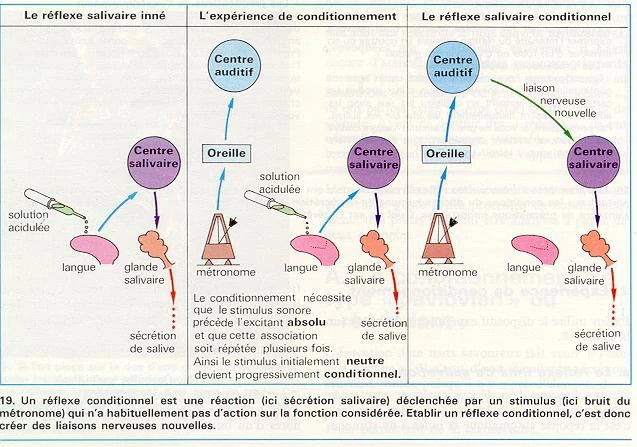 Le réflexe salivaire inné
L'expérience de conditionnement
Le réflexe salivaire conditionnel
Centre
salivaire
solution
acidulée
langue
glande
salivaire
sécrétion
de salive
Centre
auditif
Oreille
Centre
salivaire
solution
acidulée
métronome
langue
glande
salivaire
sécrétion
de salive
Le conditionnement nécessite
que le stimulus sonore
précède l'excitant absolu
et que cette association
soit répétée plusieurs fois.
Ainsi le stimulus initialement neutre
devient progressivement conditionnel.
Centre
auditif
liaison
nerveuse
nouvelle
Oreille
Centre
salivaire
métronome
langue
glande
salivaire
sécrétion
de salive
19. Un réflexe conditionnel est une réaction (ici sécrétion salivaire) déclenchée par un stimulus (ici bruit du
métronome) qui n'a habituellement pas d'action sur la fonction considérée. Etablir un réflexe conditionnel, c'est donc
créer des liaisons nerveuses nouvelles.